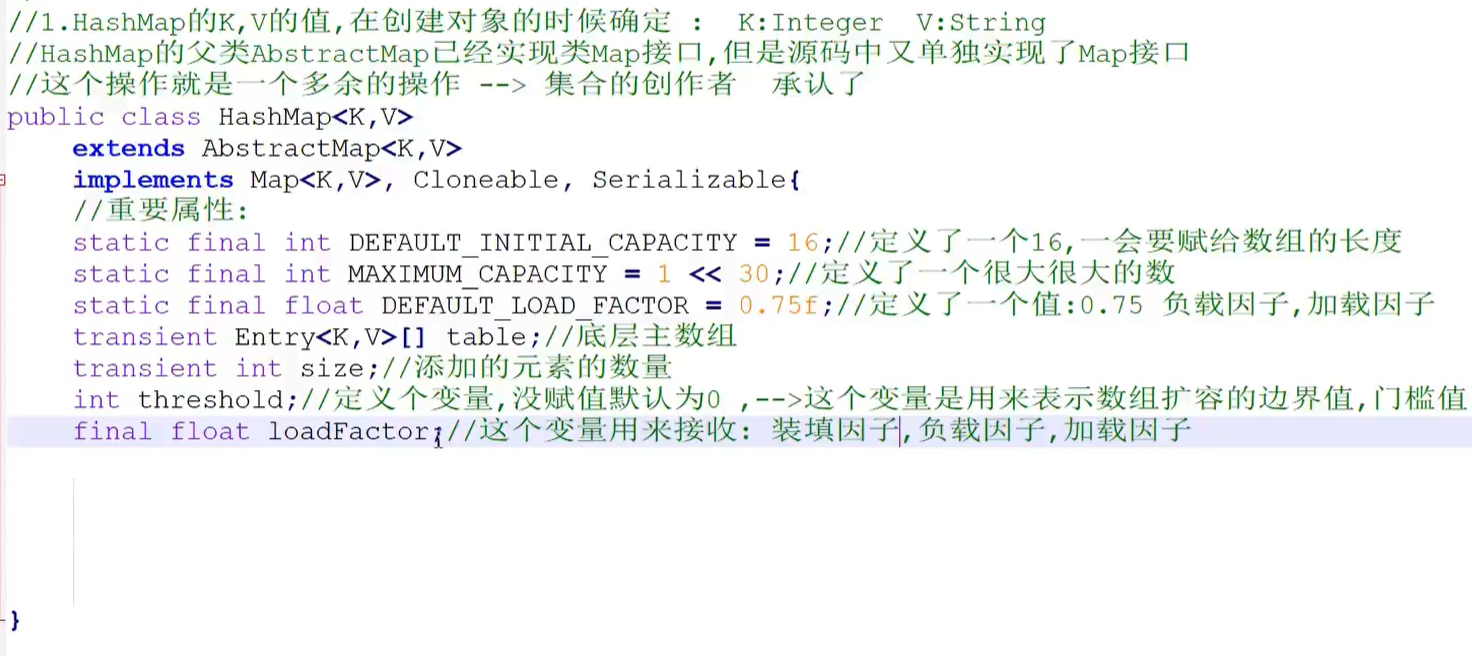 //1.HashMap的K,V的值,在创建对象的时候确定 : K:Integer V:String
//HashMap的父类AbstractMap已经实现类Map接口,但是源码中又单独实现了Map接口
//这个操作就是一个多余的操作 --> 集合的创作者 承认了
public class HashMap<K,V>
extends AbstractMap<K,V>
implements Map<K,V>, Cloneable, Serializable{
//重要属性:
static final int DEFAULT_INITIAL_CAPACITY = 16;//定义了一个16,一会要赋给数组的长度
static final int MAXIMUM_CAPACITY = 1 << 30;//定义了一个很大很大的数
static final float DEFAULT_LOAD_FACTOR = 0.75f;//定义了一个值:0.75 负载因子,加载因子
transient Entry<K,V>[] table;//底层主数组
transient int size;//添加的元素的数量
int threshold;//定义个变量,没赋值默认为0 ,-->这个变量是用来表示数组扩容的边界值,门槛值
final float loadFactor;//这个变量用来接收: 装填因子,负载因子,加载因子
}